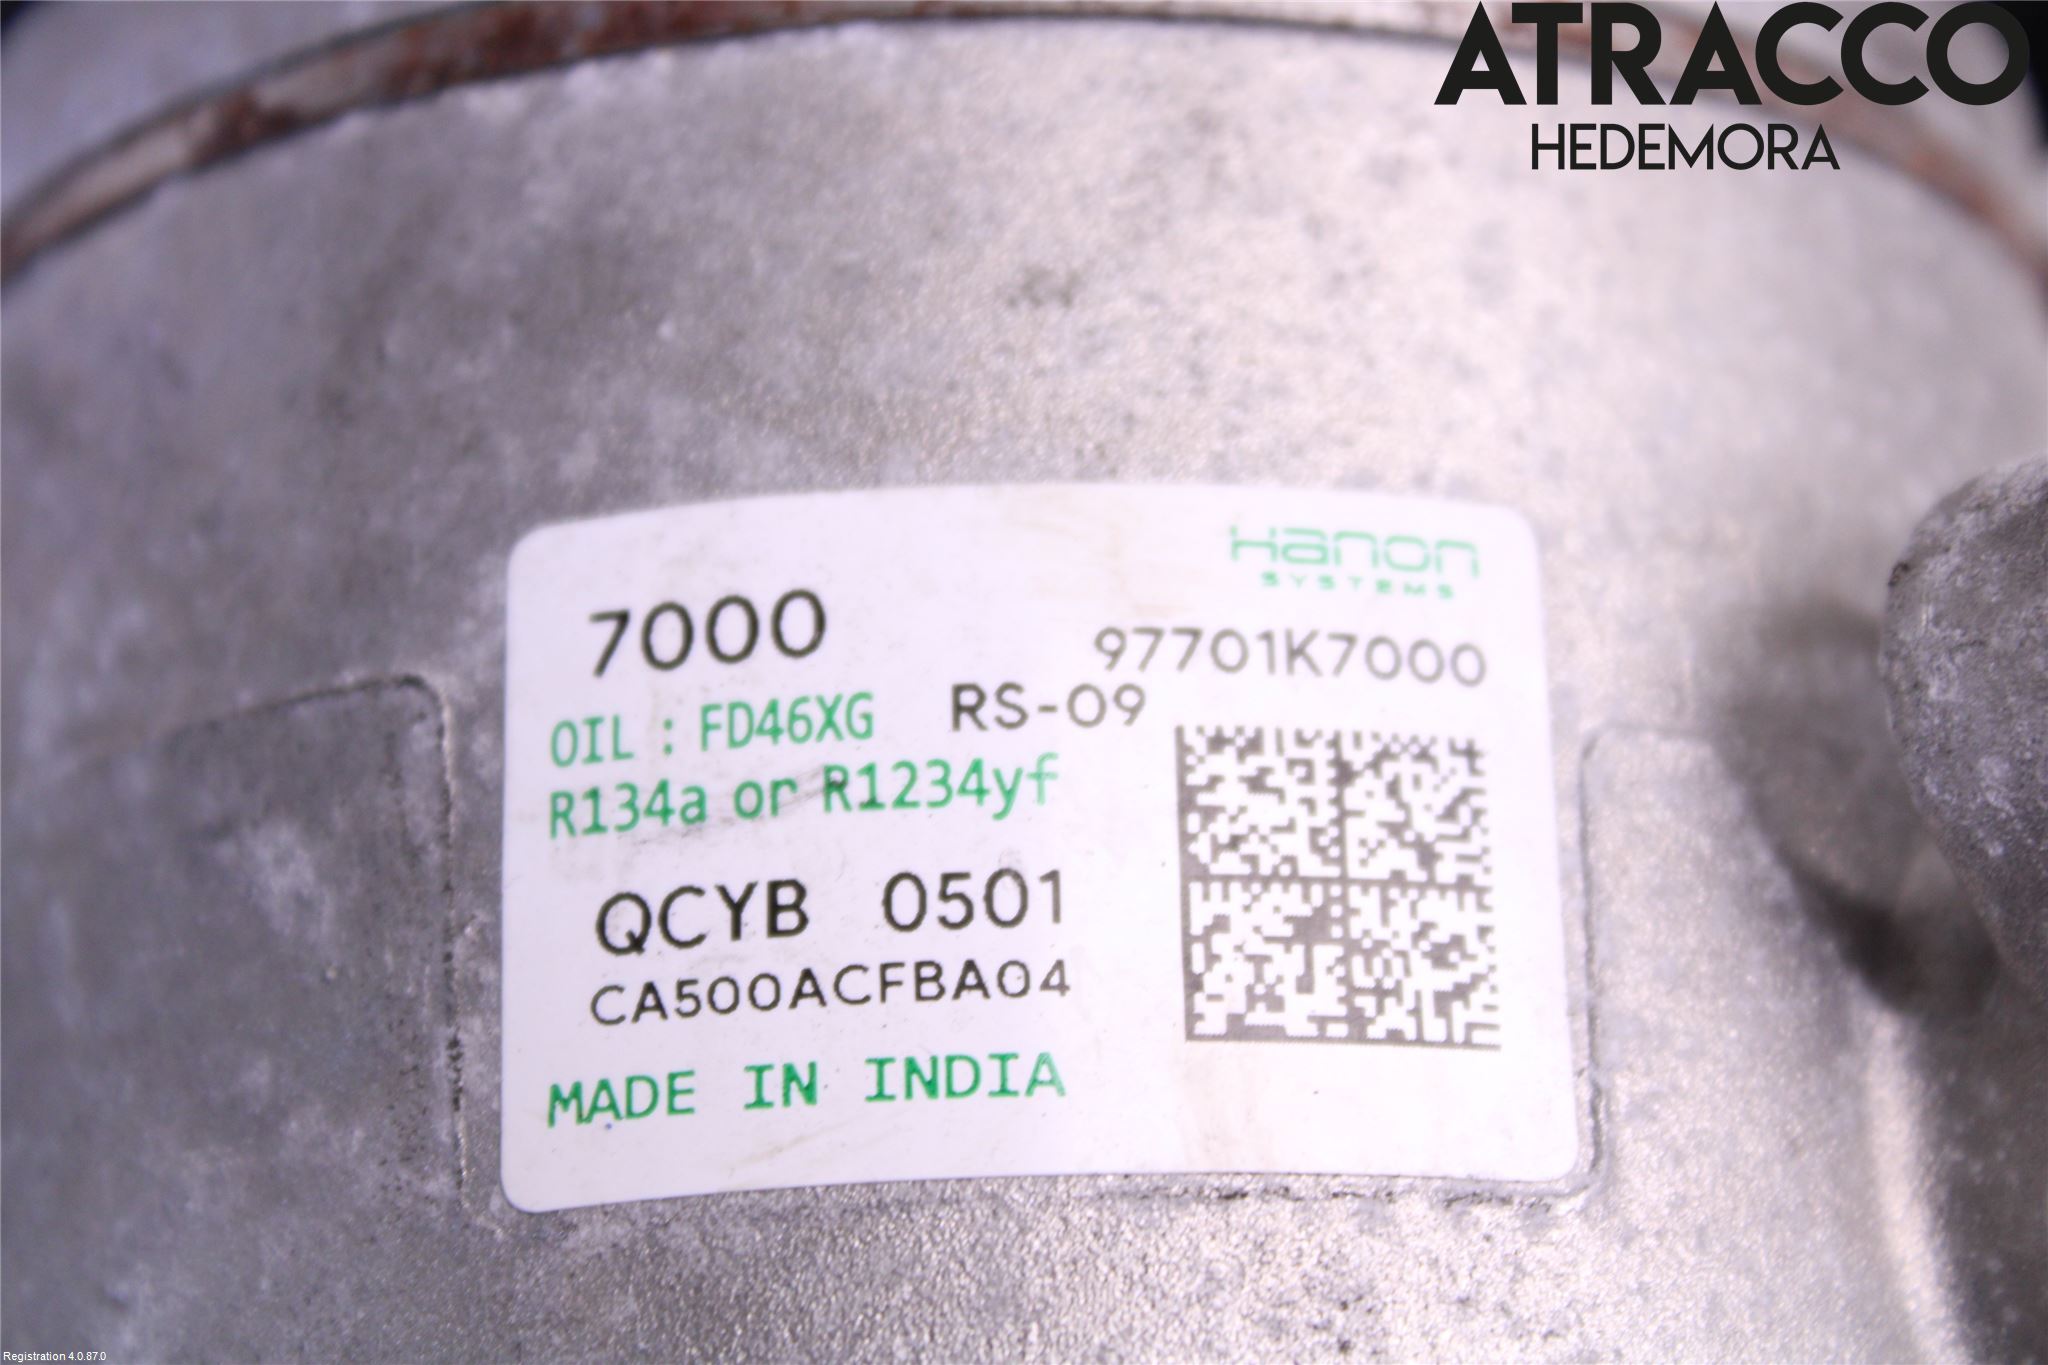 ATRACCO
HEDEMORA
Hanon
SYSTEMS
7000
97701K7000
OIL : FD46XG
RS-09
R134a or R1234yf
QCYB 0501
CA500ACFBA04
MADE IN INDIA
Registration 4.0.87.0